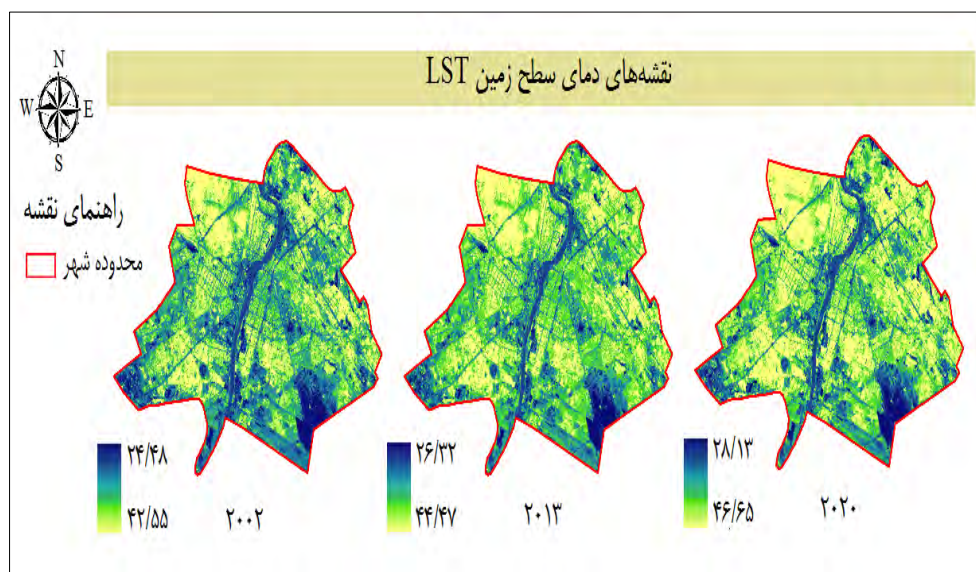 نقشه‌های دمای سطح زمین LST
N
W E
S
راهنمای نقشه
محدوده شهر
۲۴/۴۸
۴۲/۵۵
۲۰۰۲
۲۶/۳۲
۴۴/۴۷
۲۰۱۳
۲۸/۱۳
۴۶/۶۵
۲۰۲۰